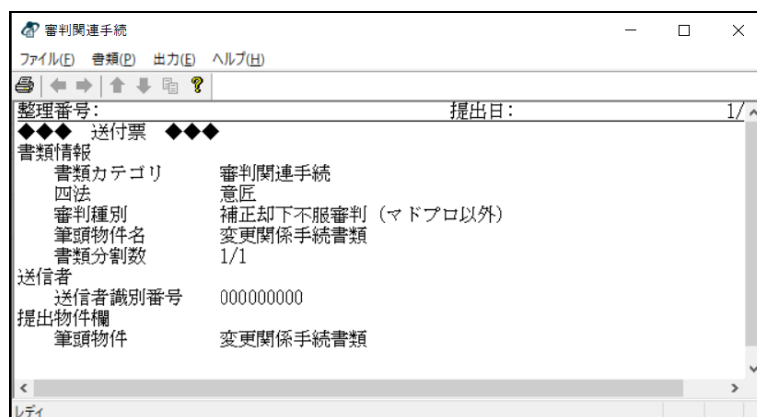 審判関連手続
ファイル(F) 書類(P) 出力(E) ヘルプ(H)
整理番号: 提出日: 1/
◆◆◆ 送付票 ◆◆◆
書類情報
書類カテゴリ 審判関連手続
四法 意匠
審判種別 補正却下不服審判（マドプロ以外）
筆頭物件名 変更関係手続書類
書類分割数 1/1
送信者
送信者識別番号 000000000
提出物件欄
筆頭物件 変更関係手続書類
レディ